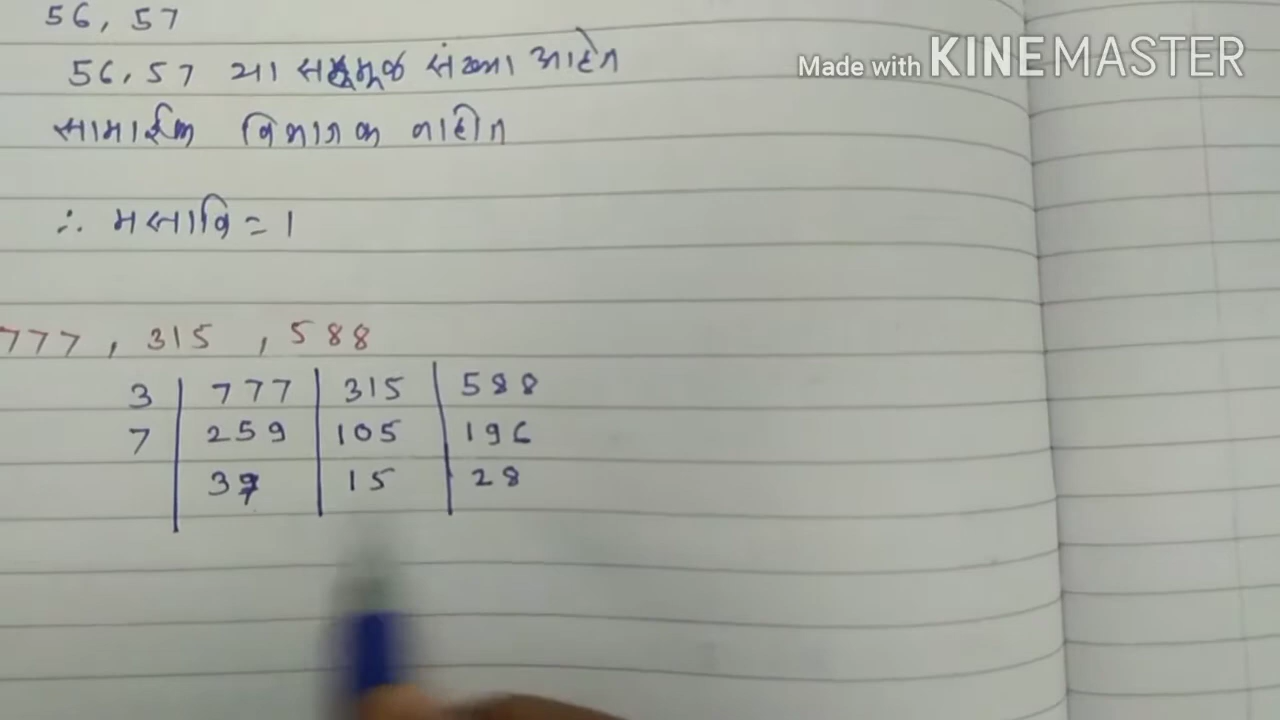 56, 57
Made with KINEMASTER
56, 57 या सहमूळ संख्या आहेत
सामाईक विभाजक नाहीत
∴ मसावि = 1
777, 315, 588
3 | 777 | 315 | 588
7 | 259 | 105 | 196
37 | 15 | 28